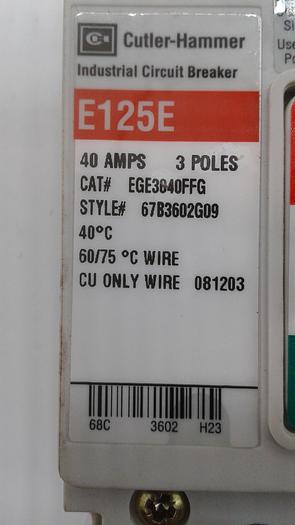 Cutler-Hammer
Industrial Circuit Breaker
E125E
40 AMPS 3 POLES
CAT# EGE3040FFG
STYLE# 67B3602G09
40°C
60/75 °C WIRE
CU ONLY WIRE 081203
68C 3602 H23